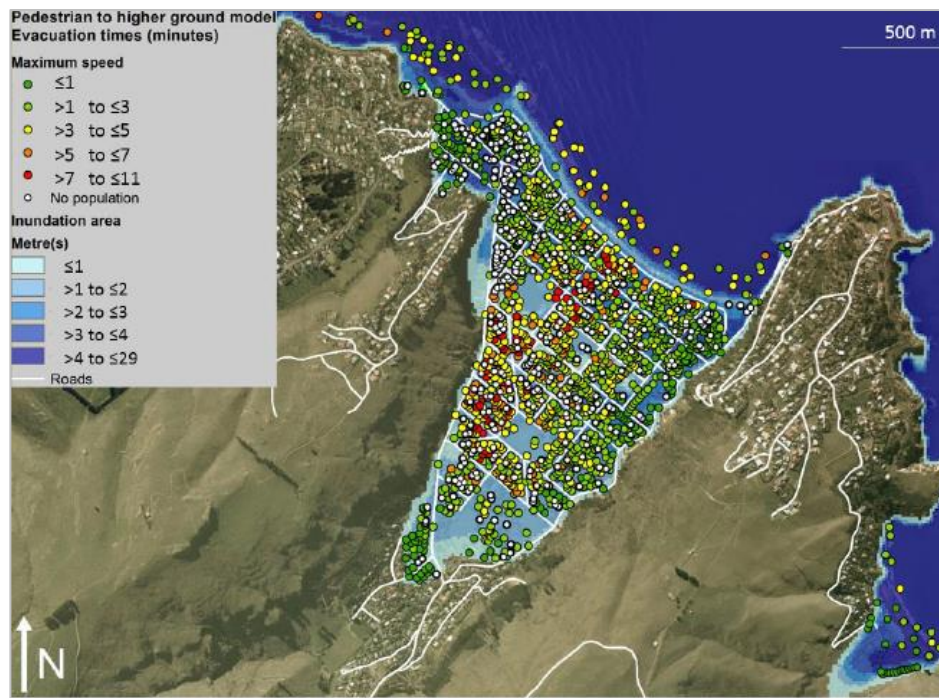 Pedestrian to higher ground model
Evacuation times (minutes)
500 m
Maximum speed
≤1
>1 to ≤3
>3 to ≤5
>5 to ≤7
>7 to ≤11
No population
Inundation area
Metre(s)
≤1
>1 to ≤2
>2 to ≤3
>3 to ≤4
>4 to ≤29
Roads
N